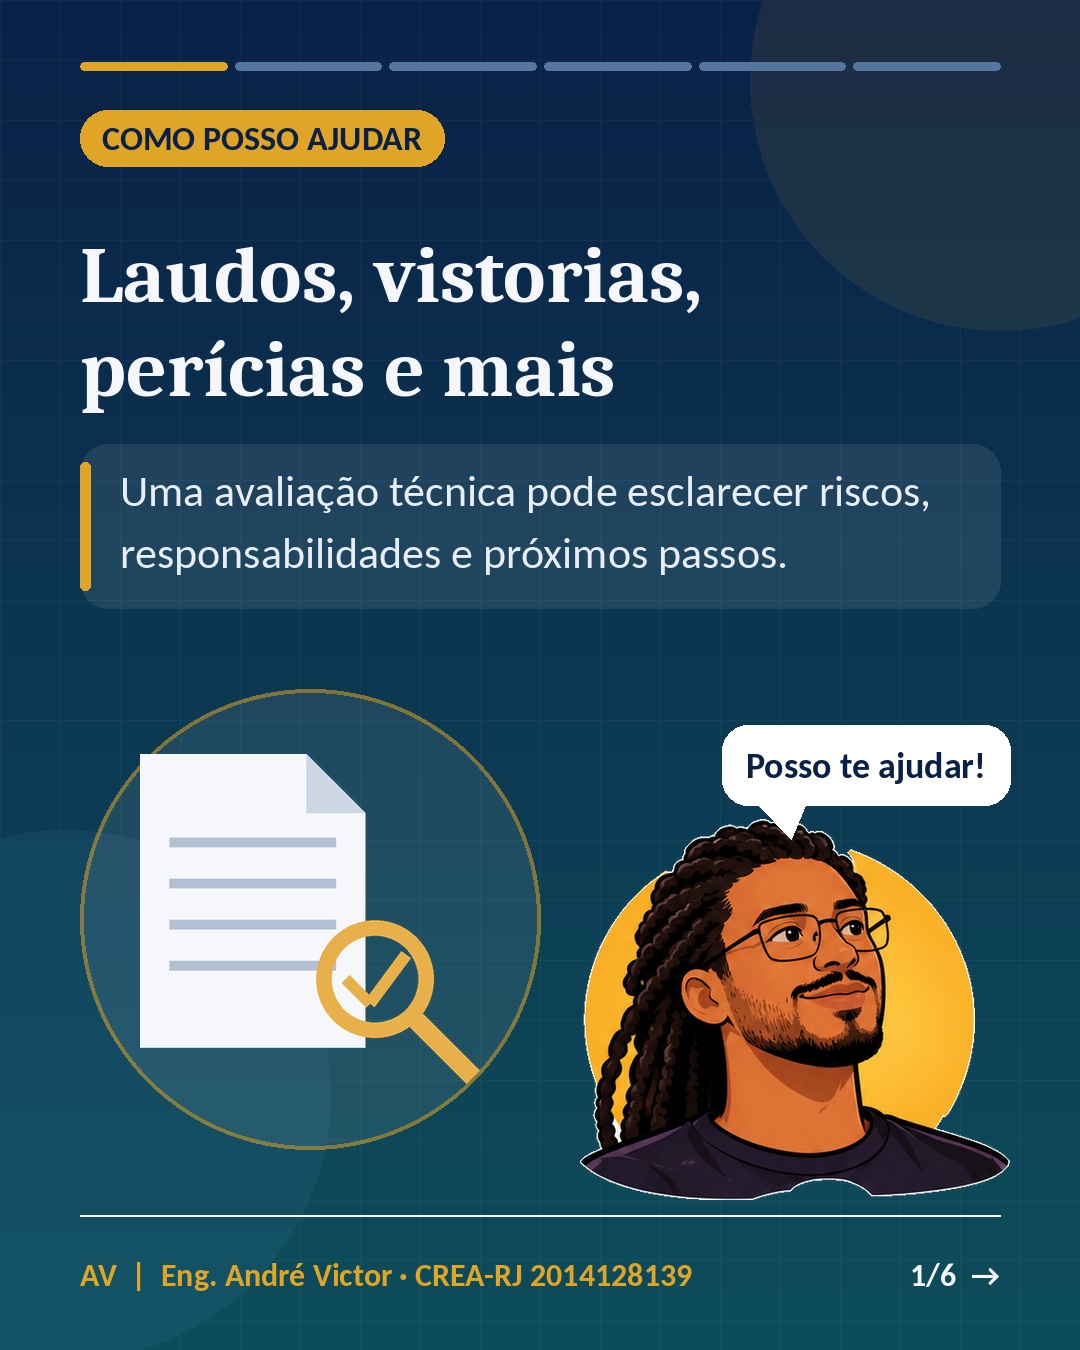 COMO POSSO AJUDAR
Laudos, vistorias,
perícias e mais
Uma avaliação técnica pode esclarecer riscos,
responsabilidades e próximos passos.
Posso te ajudar!
AV | Eng. André Victor · CREA-RJ 2014128139
1/6 →